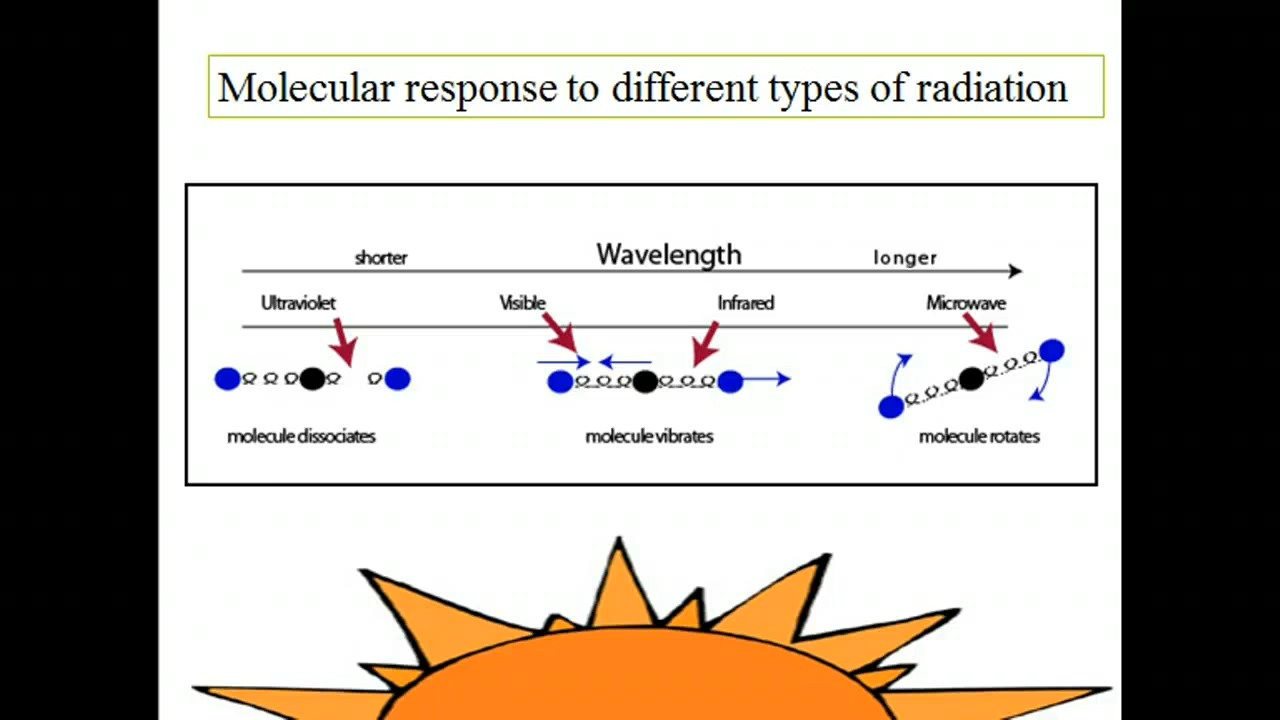 Molecular response to different types of radiation
shorter Wavelength longer
Ultraviolet Visible Infrared Microwave
molecule dissociates molecule vibrates molecule rotates